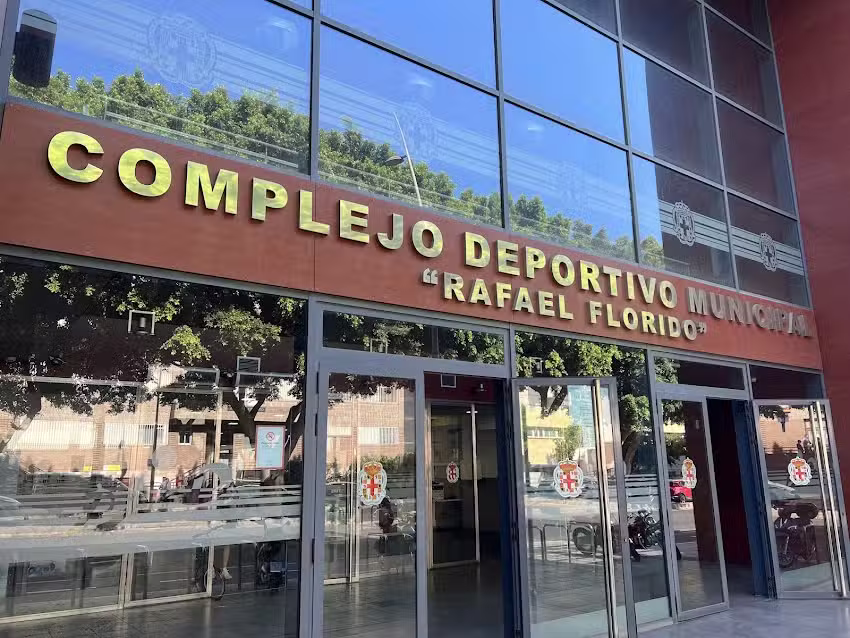 COMPLEJO DEPORTIVO MUNICIPAL
“RAFAEL FLORIDO”